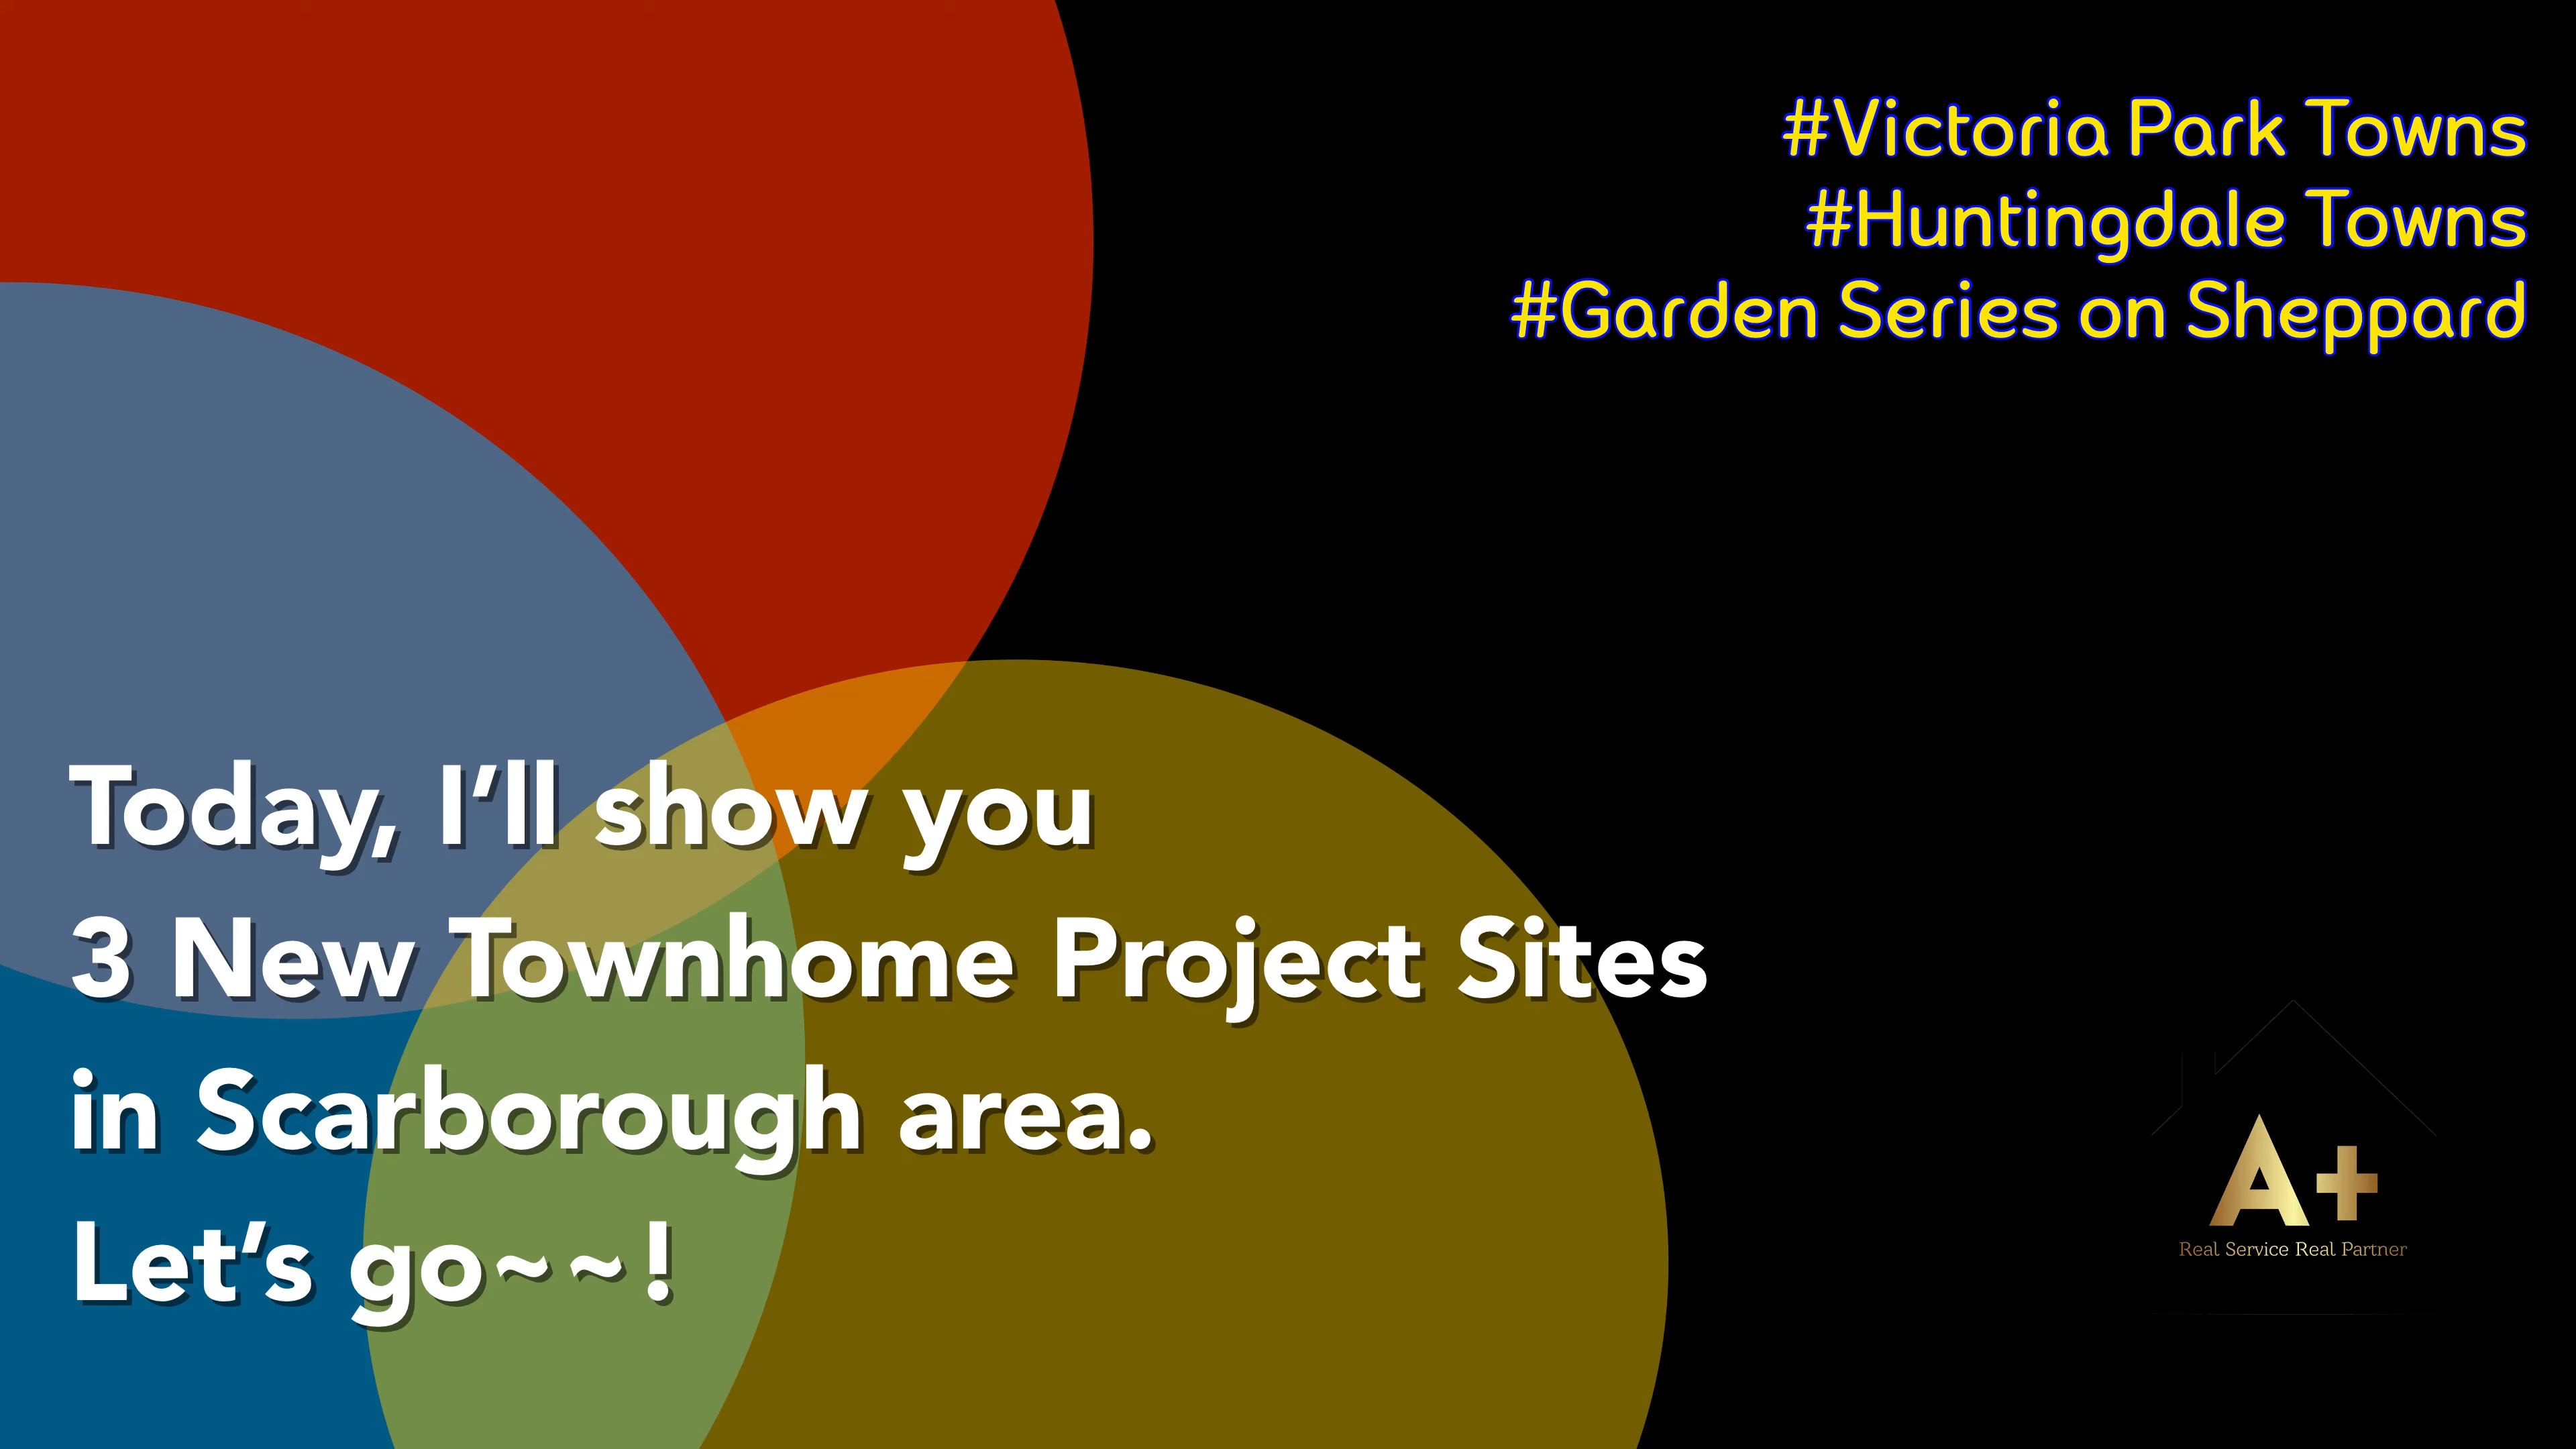 #Victoria Park Towns
#Huntingdale Towns
#Garden Series on Sheppard
Today, I’ll show you
3 New Townhome Project Sites
in Scarborough area.
Let’s go~~!
A+
Real Service Real Partner